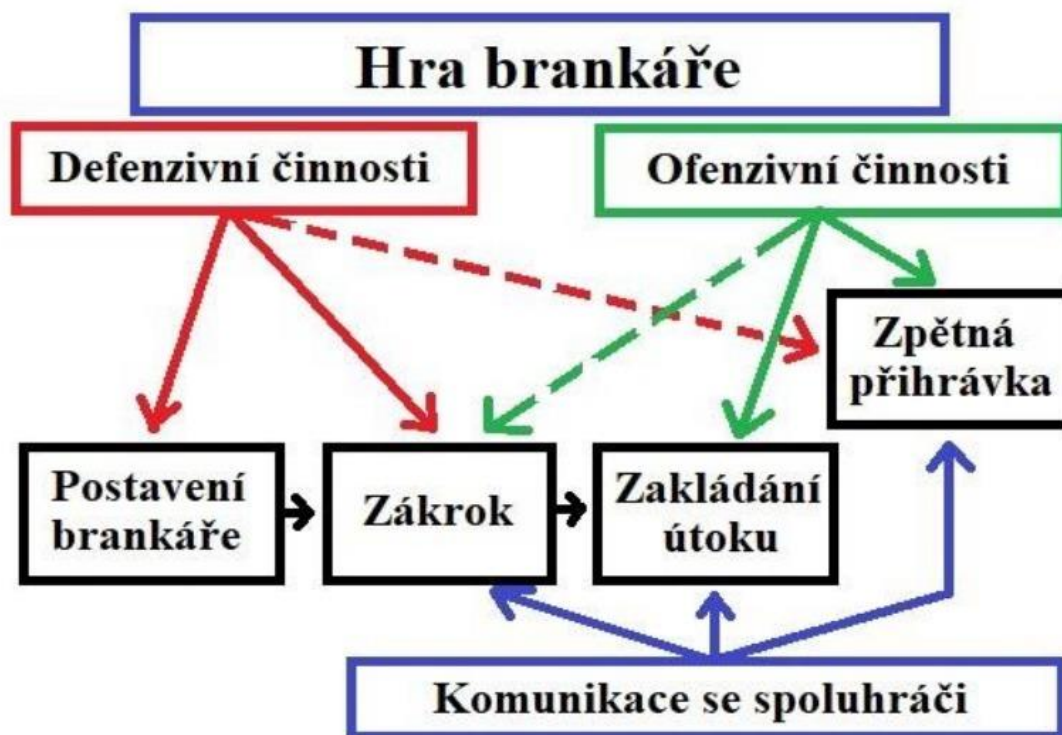 Hra brankáře
Defenzivní činnosti
Ofenzivní činnosti
Zpětná
přihrávka
Postavení
brankáře
Zákrok
Zakládání
útoku
Komunikace se spoluhráči